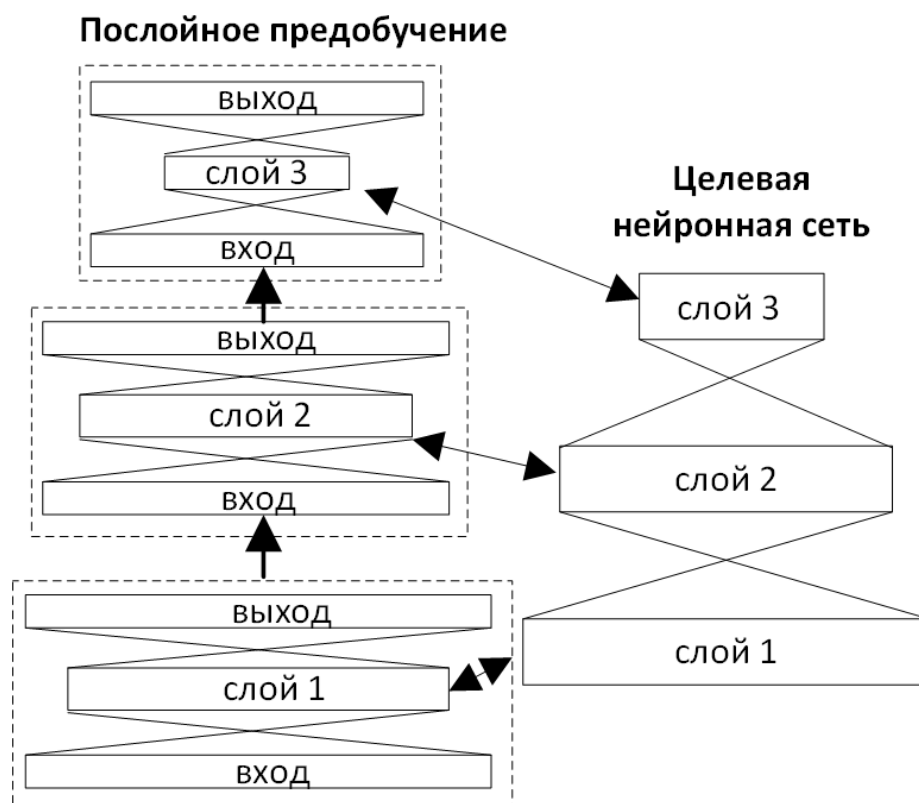 Послойное предобучение
выход
слой 3
вход
выход
слой 2
вход
выход
слой 1
вход
Целевая
нейронная сеть
слой 3
слой 2
слой 1